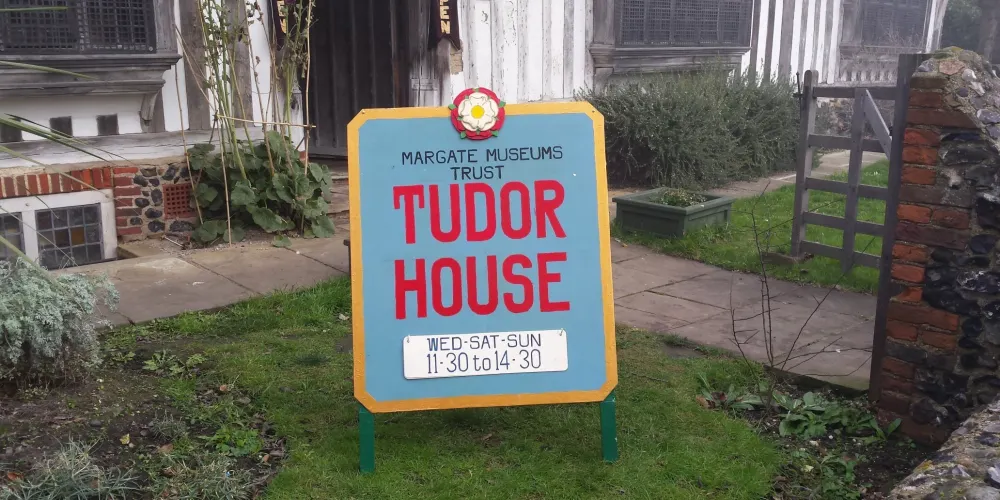 MARGATE MUSEUMS
TRUST
TUDOR
HOUSE
WED-SAT-SUN
11·30 to 14·30